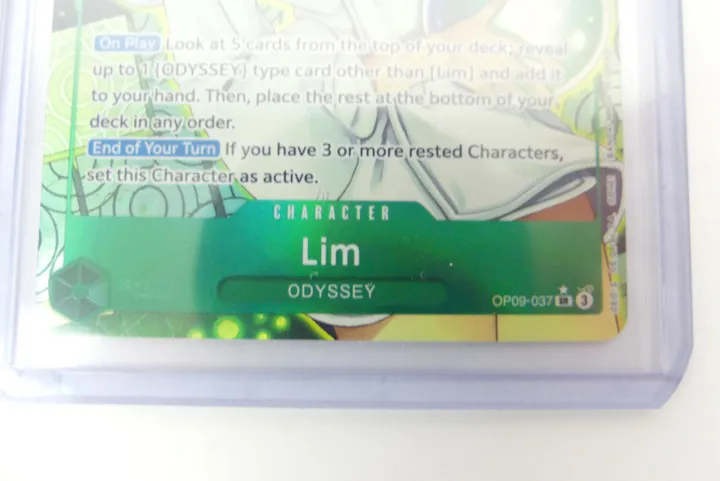 On Play Look at 5 cards from the top of your deck; reveal
up to 1 {ODYSSEY} type card other than [Lim] and add it
to your hand. Then, place the rest at the bottom of your
deck in any order.
End of Your Turn If you have 3 or more rested Characters,
set this Character as active.
CHARACTER
Lim
ODYSSEY
OP09-037 SR 3